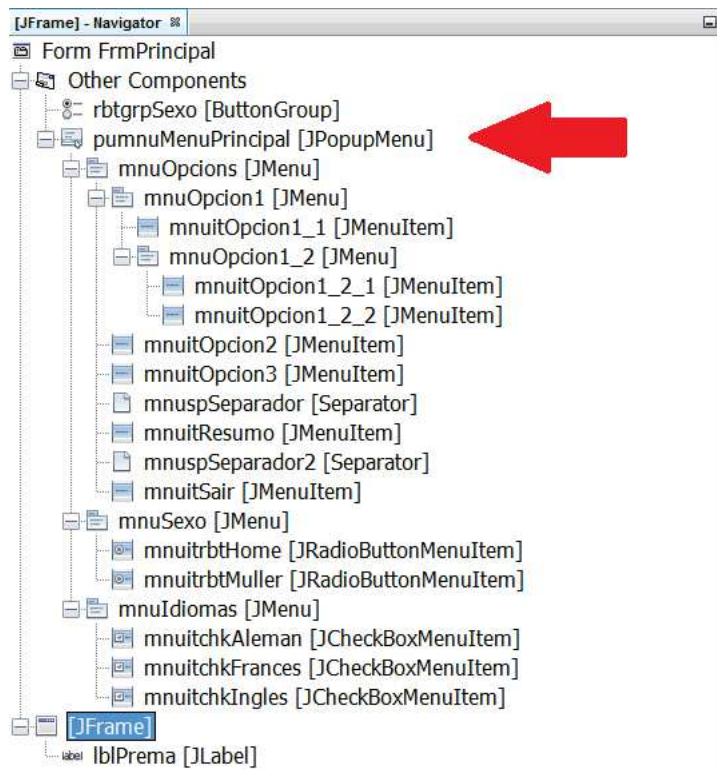 [JFrame] - Navigator
Form FrmPrincipal
Other Components
rbtgrpSexo [ButtonGroup]
pumnuMenuPrincipal [JPopupMenu]
mnuOpcions [JMenu]
mnuOpcion1 [JMenu]
mnuitOpcion1_1 [JMenuItem]
mnuOpcion1_2 [JMenu]
mnuitOpcion1_2_1 [JMenuItem]
mnuitOpcion1_2_2 [JMenuItem]
mnuitOpcion2 [JMenuItem]
mnuitOpcion3 [JMenuItem]
mnuspSeparador [Separator]
mnuitResumo [JMenuItem]
mnuspSeparador2 [Separator]
mnuitSair [JMenuItem]
mnuSexo [JMenu]
mnuitrbtHome [JRadioButtonMenuItem]
mnuitrbtMuller [JRadioButtonMenuItem]
mnuIdiomas [JMenu]
mnuitchkAleman [JCheckBoxMenuItem]
mnuitchkFrances [JCheckBoxMenuItem]
mnuitchkIngles [JCheckBoxMenuItem]
[JFrame]
label lblPrema [JLabel]